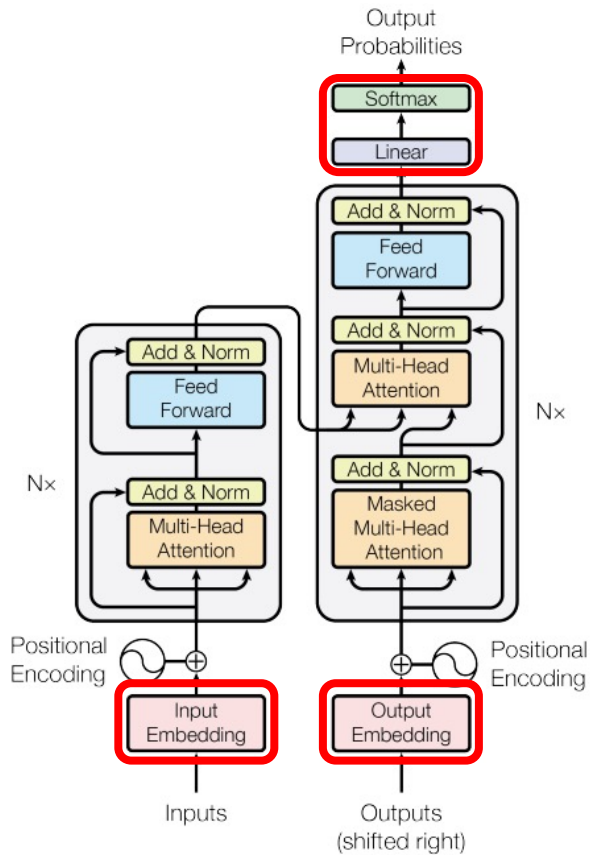 Output
Probabilities
Softmax
Linear
Add & Norm
Feed
Forward
Add & Norm
Multi-Head
Attention
Add & Norm
Masked
Multi-Head
Attention
Nx
Add & Norm
Feed
Forward
Add & Norm
Multi-Head
Attention
Nx
Positional
Encoding
Positional
Encoding
Input
Embedding
Output
Embedding
Inputs
Outputs
(shifted right)